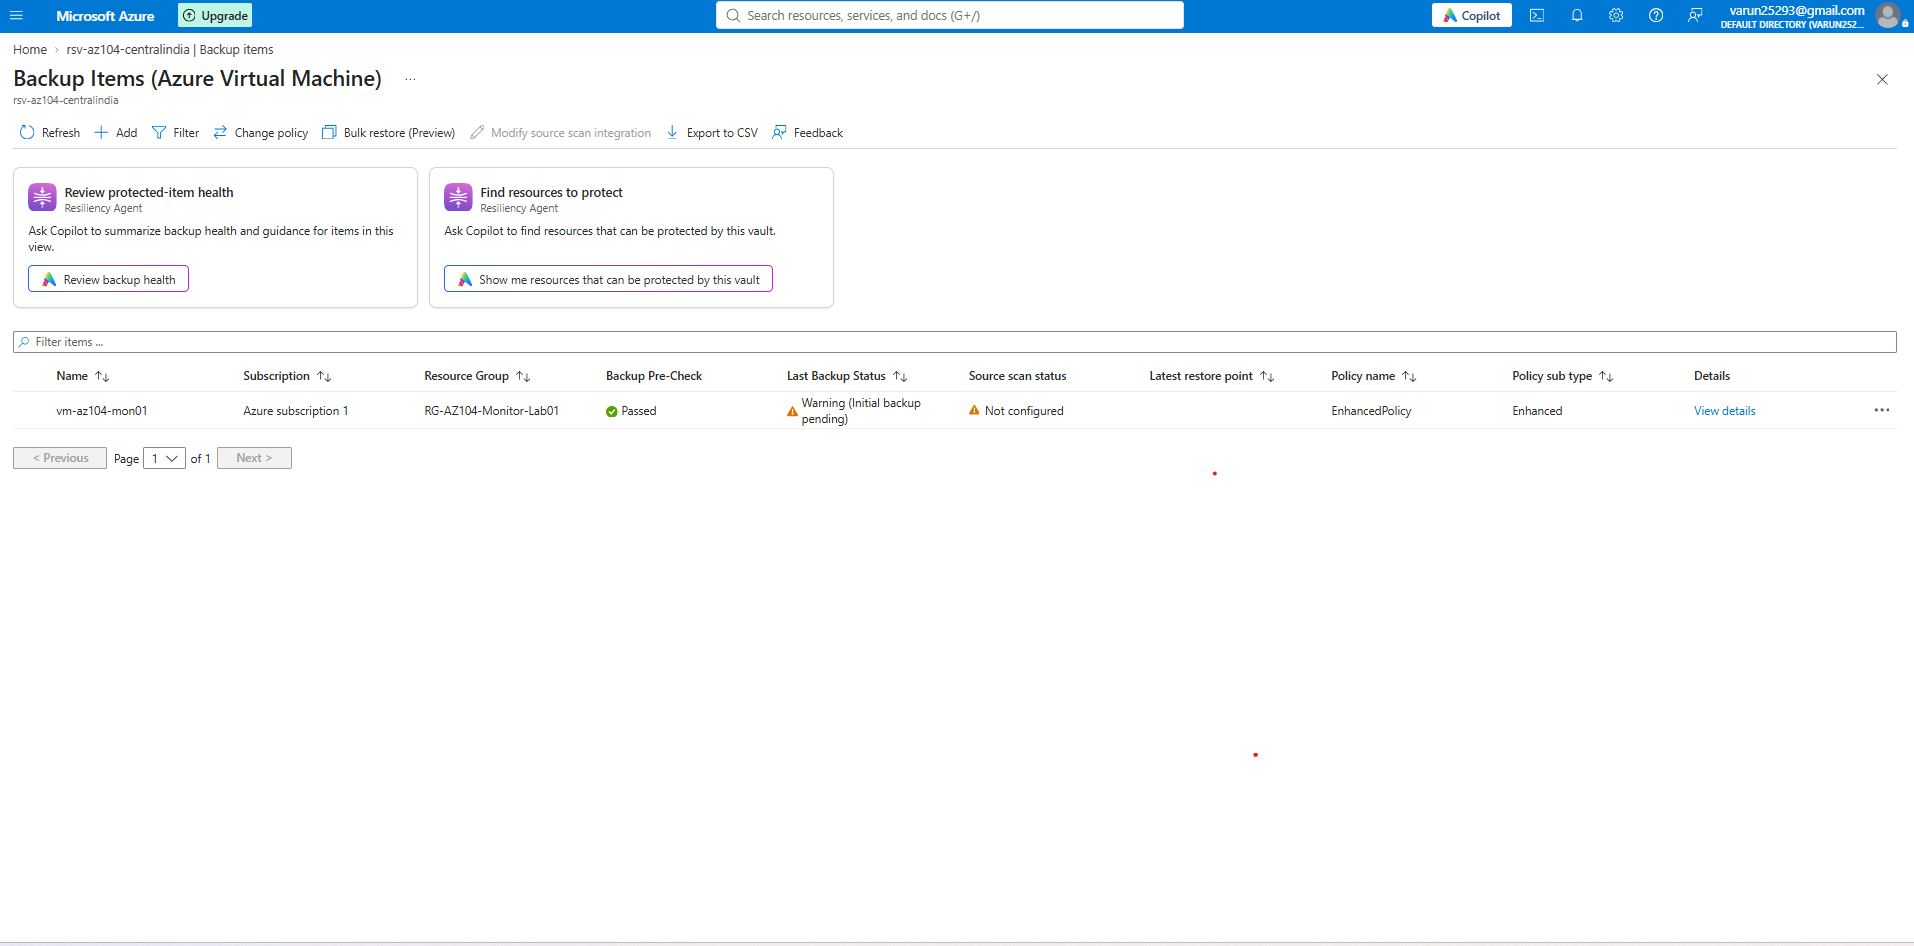 Microsoft Azure
Upgrade
Search resources, services, and docs (G+/)
Copilot
varun25293@gmail.com
DEFAULT DIRECTORY (VARUN252...
Home > rsv-az104-centralindia | Backup items
Backup Items (Azure Virtual Machine) ...
rsv-az104-centralindia
Refresh
Add
Filter
Change policy
Bulk restore (Preview)
Modify source scan integration
Export to CSV
Feedback
Review protected-item health
Resiliency Agent
Ask Copilot to summarize backup health and guidance for items in this
view.
Review backup health
Find resources to protect
Resiliency Agent
Ask Copilot to find resources that can be protected by this vault.
Show me resources that can be protected by this vault
Filter items ...
Name
Subscription
Resource Group
Backup Pre-Check
Last Backup Status
Source scan status
Latest restore point
Policy name
Policy sub type
Details
vm-az104-mon01
Azure subscription 1
RG-AZ104-Monitor-Lab01
Passed
Warning (Initial backup
pending)
Not configured
EnhancedPolicy
Enhanced
View details
< Previous
Page
1
of 1
Next >